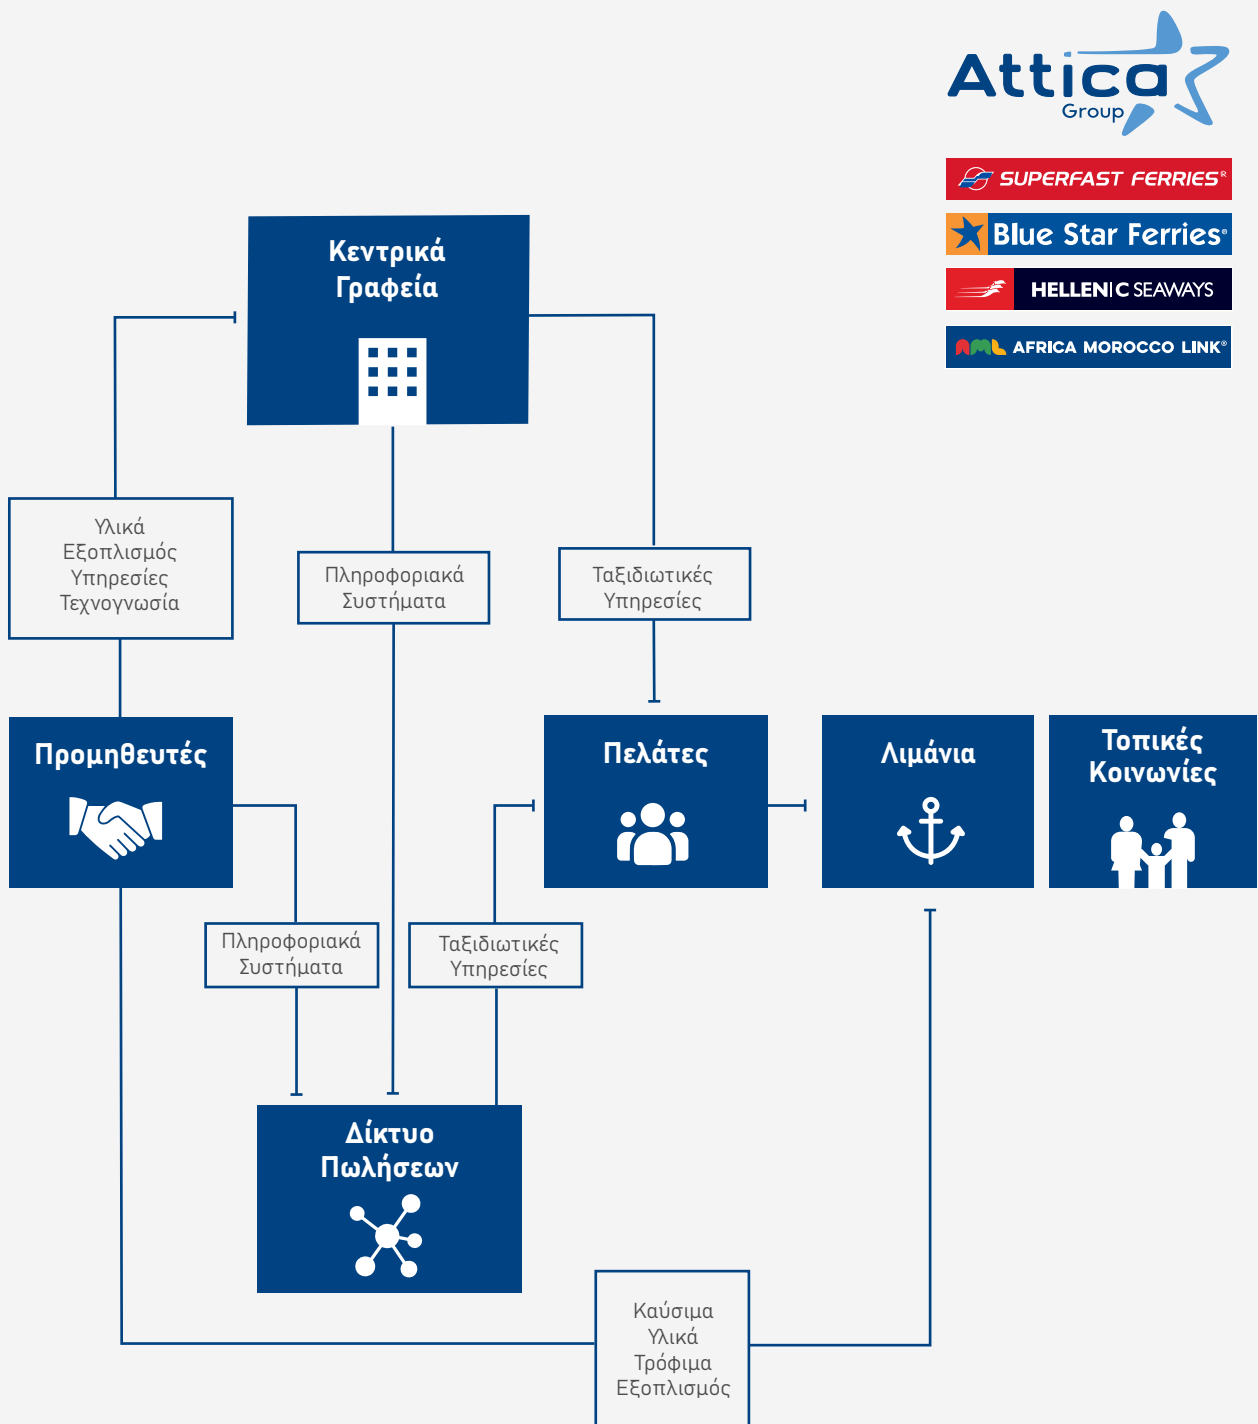 Attica
Group
SUPERFAST FERRIES®
Blue Star Ferries®
HELLENIC SEAWAYS
AML AFRICA MOROCCO LINK®
Κεντρικά
Γραφεία
Υλικά
Εξοπλισμός
Υπηρεσίες
Τεχνογνωσία
Πληροφοριακά
Συστήματα
Ταξιδιωτικές
Υπηρεσίες
Προμηθευτές
Πελάτες
Λιμάνια
Τοπικές
Κοινωνίες
Πληροφοριακά
Συστήματα
Ταξιδιωτικές
Υπηρεσίες
Δίκτυο
Πωλήσεων
Καύσιμα
Υλικά
Τρόφιμα
Εξοπλισμός